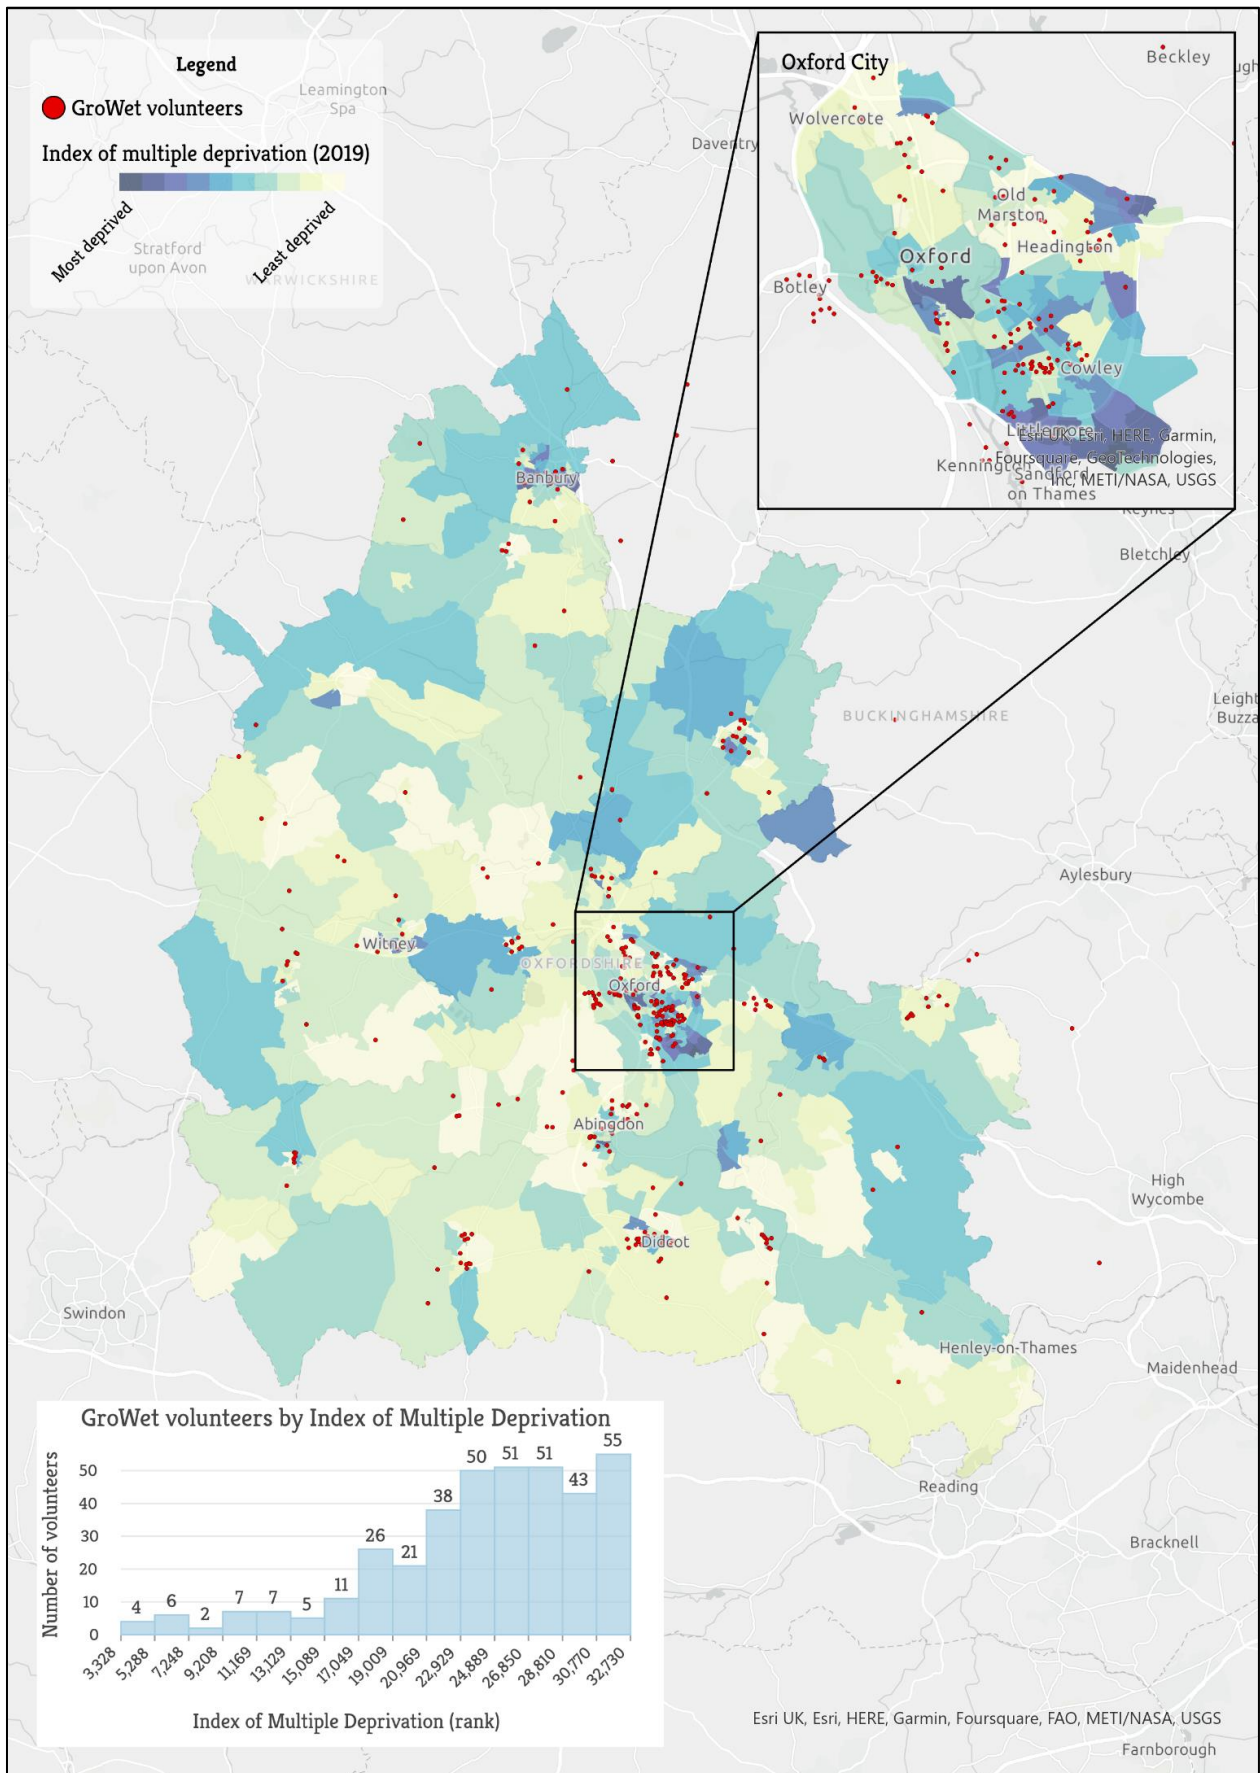 Legend
GroWet volunteers
Index of multiple deprivation (2019)
Most deprived
Least deprived
Leamington
Spa
Stratford
upon Avon
WARWICKSHIRE
Daventry
Oxford City
Beckley
Wolvercote
Old
Marston
Headington
Oxford
Botley
Cowley
Littlemore
Kennington
Sandford
on Thames
Esri UK, Esri, HERE, Garmin,
Foursquare, GeoTechnologies,
Inc, METI/NASA, USGS
Keynes
Bletchley
Banbury
BUCKINGHAMSHIRE
Leight
Buzza
Aylesbury
Witney
OXFORDSHIRE
Oxford
Abingdon
High
Wycombe
Didcot
Swindon
Henley-on-Thames
Maidenhead
Reading
Bracknell
Farnborough
GroWet volunteers by Index of Multiple Deprivation
Number of volunteers
50
40
30
20
10
0
4
6
2
7
7
5
11
26
21
38
50
51
51
43
55
3,328
5,288
7,248
9,208
11,169
13,129
15,089
17,049
19,009
20,969
22,929
24,889
26,850
28,810
30,770
32,730
Index of Multiple Deprivation (rank)
Esri UK, Esri, HERE, Garmin, Foursquare, FAO, METI/NASA, USGS